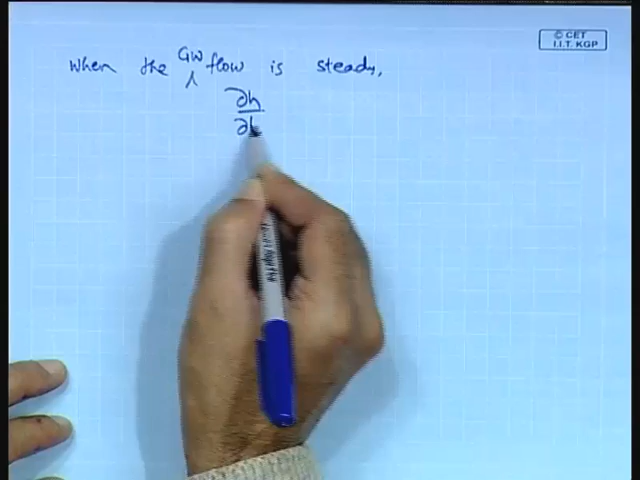 © CET
I.I.T. KGP
When the GW flow is steady,
∂h
∂t